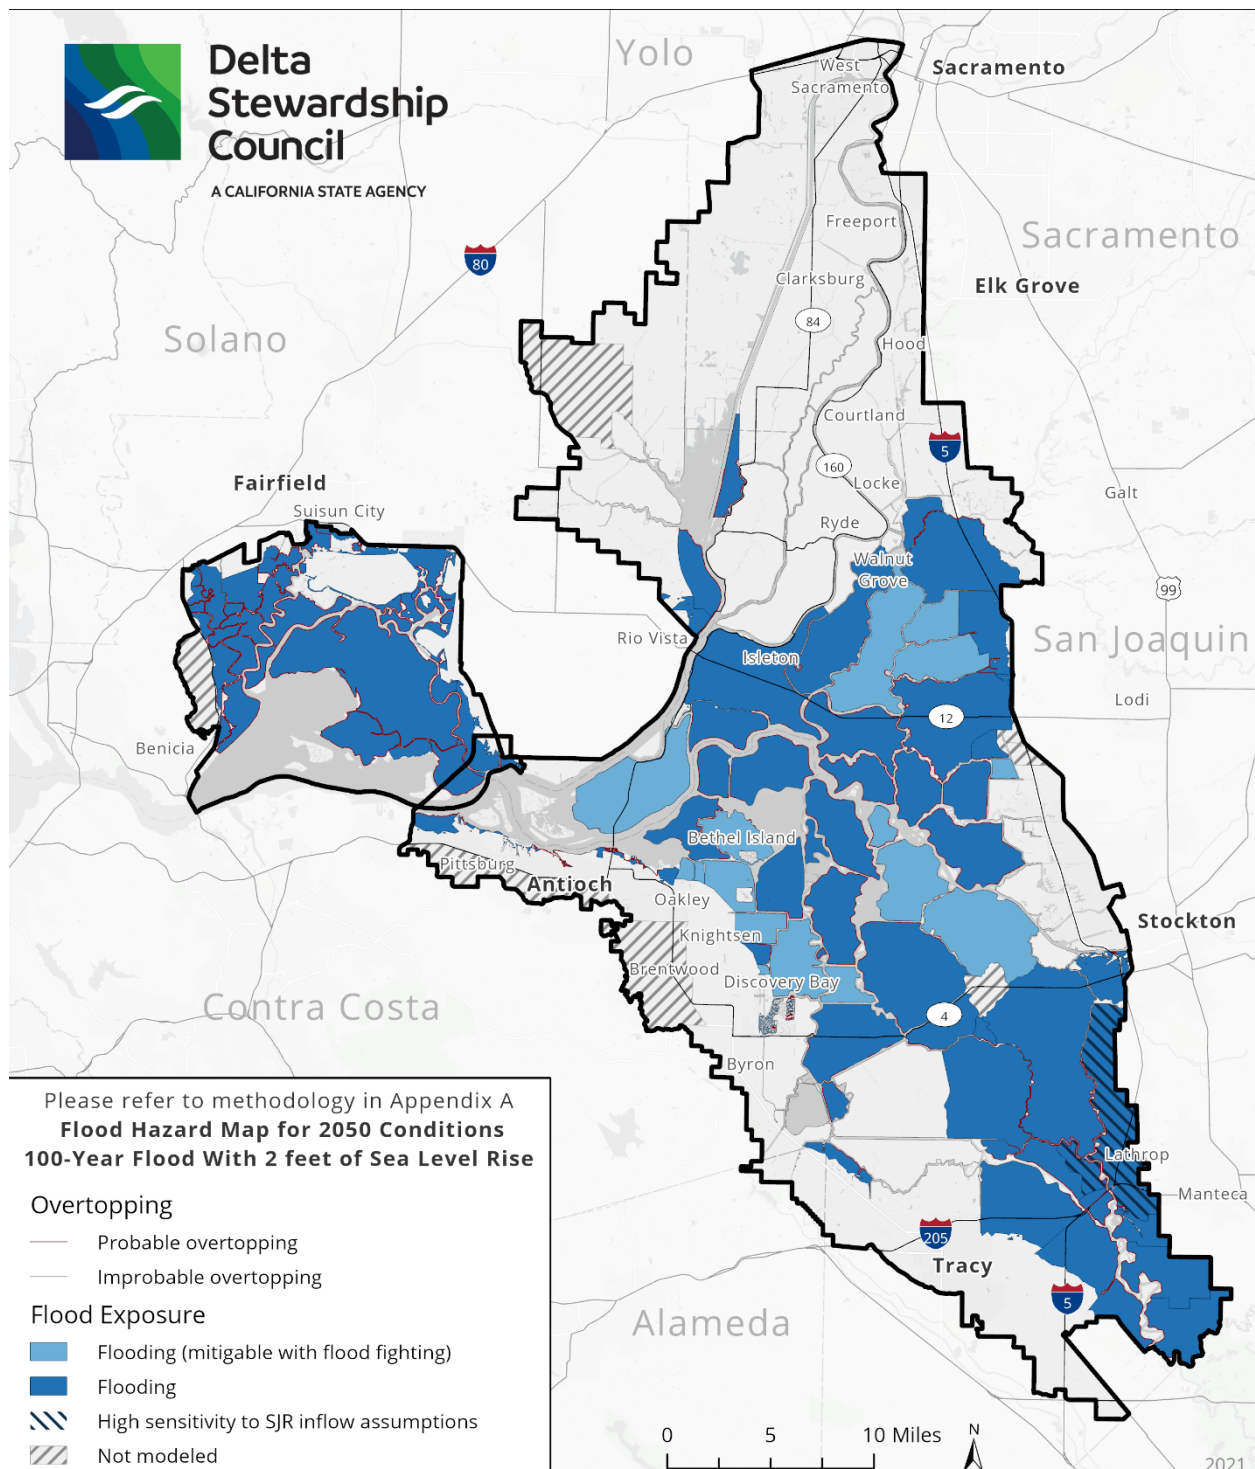 Delta
Stewardship
Council
A CALIFORNIA STATE AGENCY
Yolo
West
Sacramento
Sacramento
Freeport
Sacramento
80
Clarksburg
Elk Grove
84
Solano
Hood
Courtland
5
160
Fairfield
Locke
Galt
Suisun City
Ryde
Walnut
Grove
99
Rio Vista
San Joaquin
Isleton
Lodi
12
Benicia
Bethel Island
Pittsburg
Antioch
Oakley
Stockton
Knightsen
Brentwood
Discovery Bay
Contra Costa
4
Byron
Lathrop
Manteca
205
Tracy
5
Alameda
Please refer to methodology in Appendix A
Flood Hazard Map for 2050 Conditions
100-Year Flood With 2 feet of Sea Level Rise
Overtopping
Probable overtopping
Improbable overtopping
Flood Exposure
Flooding (mitigable with flood fighting)
Flooding
High sensitivity to SJR inflow assumptions
Not modeled
0 5 10 Miles
N
2021